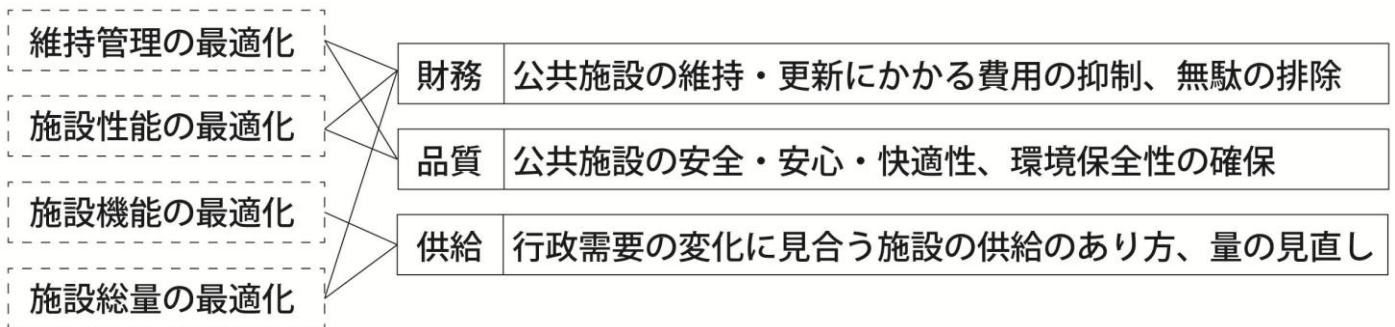 維持管理の最適化
施設性能の最適化
施設機能の最適化
施設総量の最適化
財務 公共施設の維持・更新にかかる費用の抑制、無駄の排除
品質 公共施設の安全・安心・快適性、環境保全性の確保
供給 行政需要の変化に見合う施設の供給のあり方、量の見直し